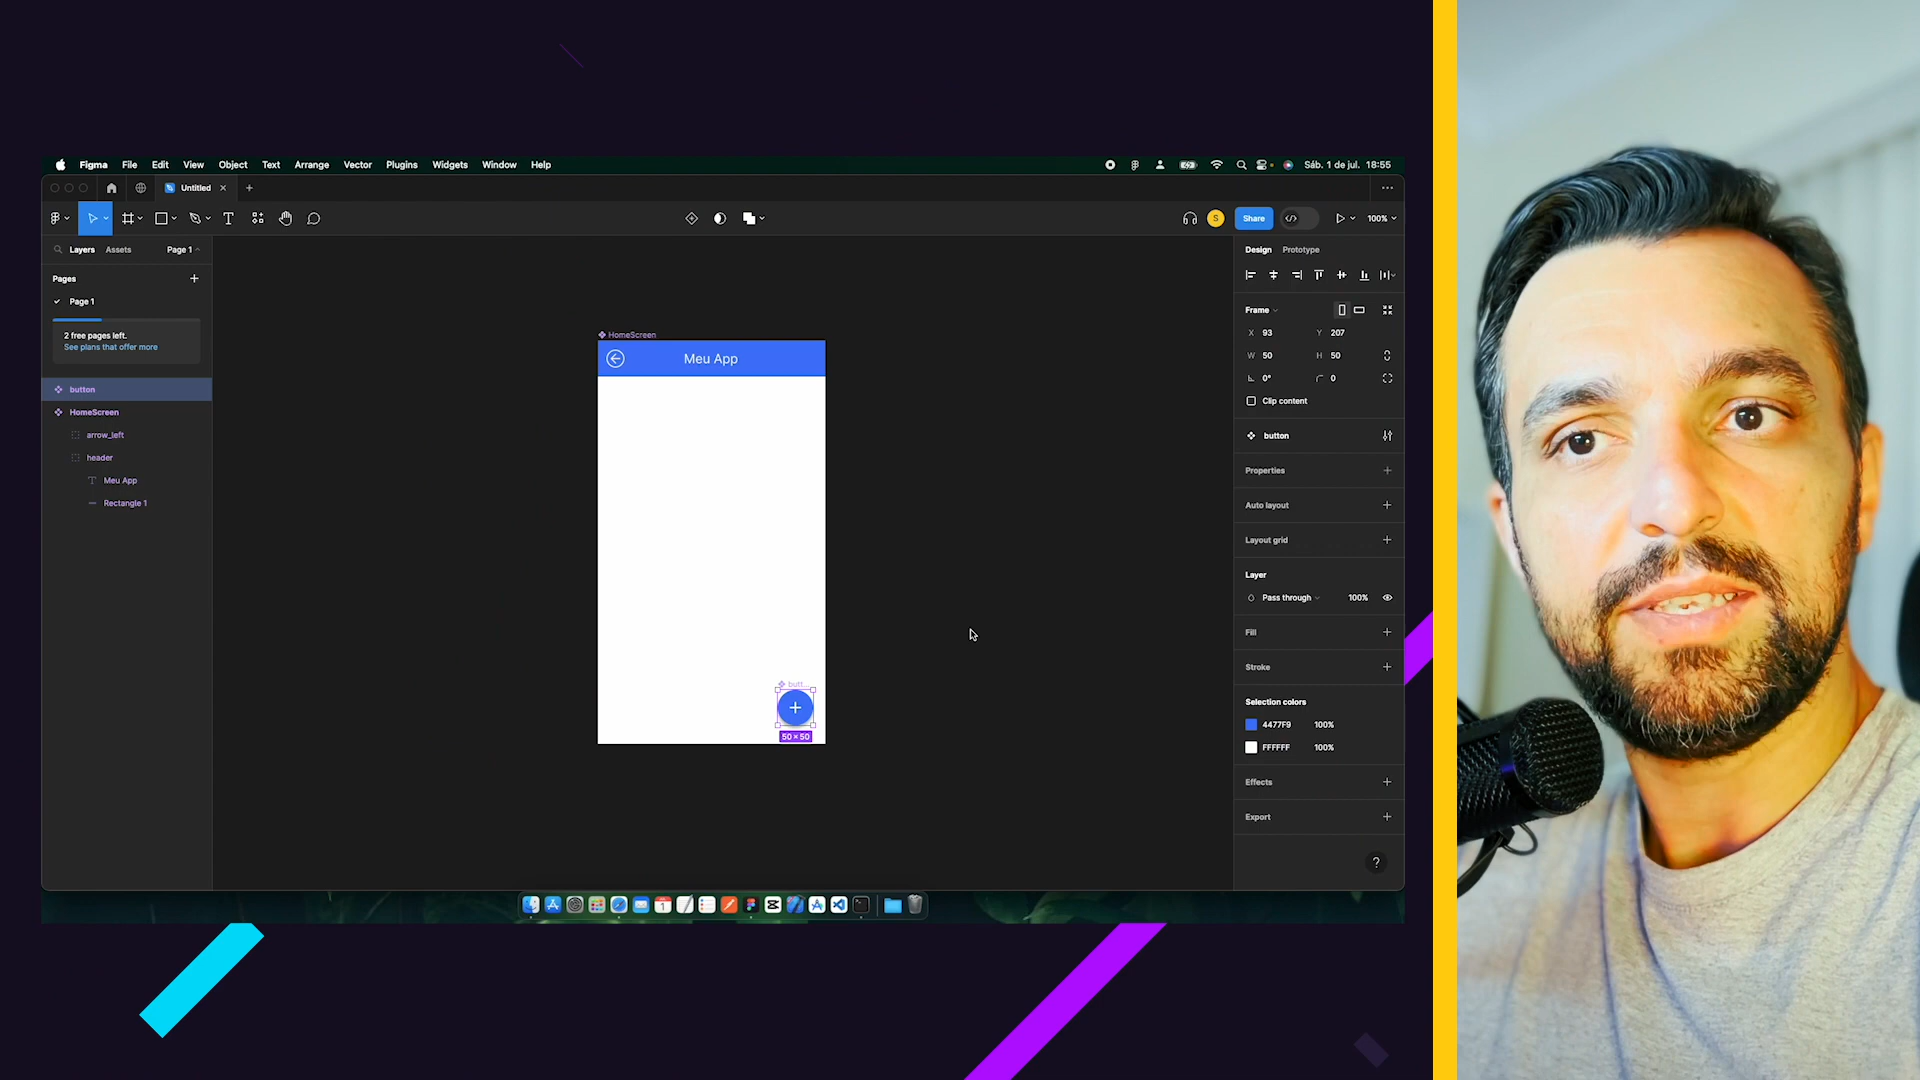 Figma File Edit View Object Text Arrange Vector Plugins Widgets Window Help
Sáb. 1 de jul. 18:55
Untitled
S Share 100%
Layers Assets Page 1
Pages
Page 1
2 free pages left.
See plans that offer more
button
HomeScreen
arrow_left
header
Meu App
Rectangle 1
HomeScreen
Meu App
butt...
50 × 50
Design Prototype
Frame
X 93 Y 207
W 50 H 50
0° 0
Clip content
button
Properties
Auto layout
Layout grid
Layer
Pass through 100%
Fill
Stroke
Selection colors
4477F9 100%
FFFFFF 100%
Effects
Export
?
1